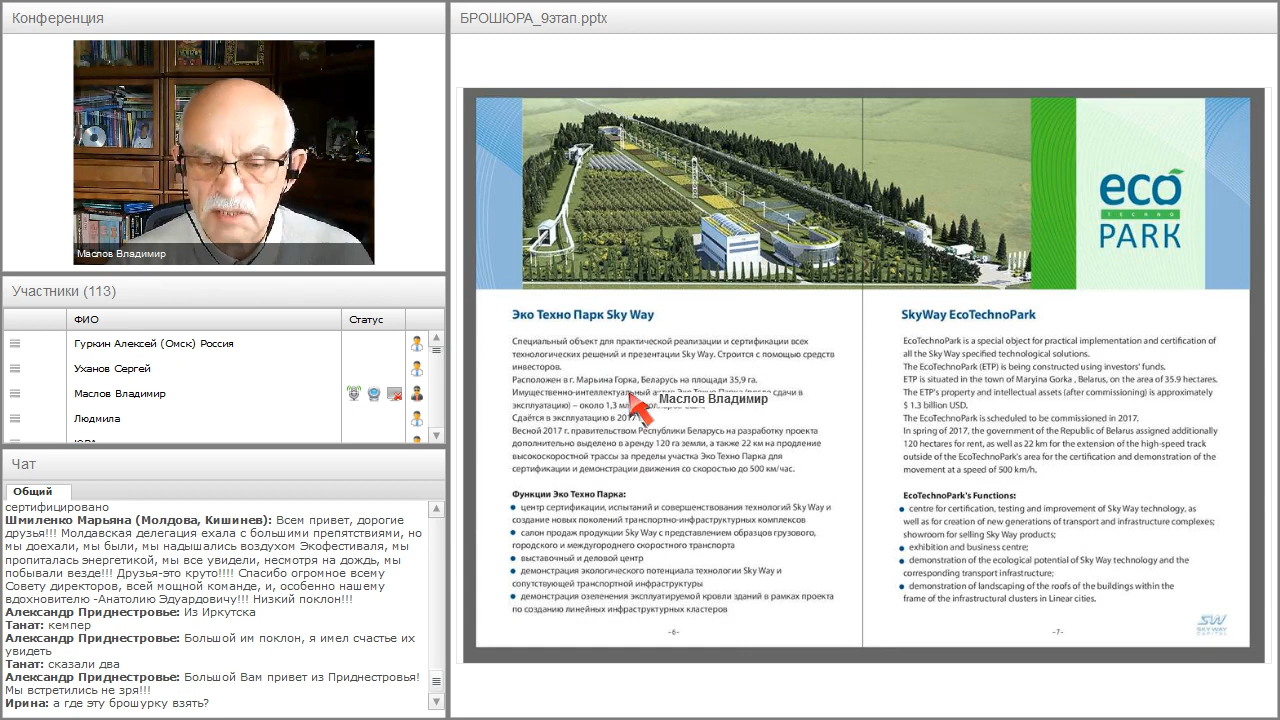 Конференция
Маслов Владимир
Участники (113)
ФИО
Статус
Гуркин Алексей (Омск) Россия
Уханов Сергей
Маслов Владимир
Людмила
Чат
Общий
сертифицировано
Шмиленко Марьяна (Молдова, Кишинев): Всем привет, дорогие
друзья!!! Молдавская делегация ехала с большими препятствиями, но
мы доехали, мы были, мы надышались воздухом Экофестиваля, мы
пропиталась энергетикой, мы все увидели, несмотря на дождь, мы
побывали везде!!! Друзья-это круто!!!! Спасибо огромное всему
Совету директоров, всей мощной команде, и, особенно нашему
вдохновителю -Анатолию Эдуардовичу!!! Низкий поклон!!!
Александр Приднестровье: Из Иркутска
Танат: кемпер
Александр Приднестровье: Большой им поклон, я имел счастье их
увидеть
Танат: сказали два
Александр Приднестровье: Большой Вам привет из Приднестровья!
Мы встретились не зря!!!
Ирина: а где эту брошурку взять?
БРОШЮРА_9этап.pptx
eco
TECHNO
PARK
Эко Техно Парк Sky Way
Специальный объект для практической реализации и сертификации всех
технологических решений и презентации Sky Way. Строится с помощью средств
инвесторов.
Расположен в г. Марьина Горка, Беларусь на площади 35,9 га.
Имущественно-интеллектуальный сдачи в
эксплуатацию) – около 1,3
Маслов Владимир
Сдаётся в эксплуатацию в
Весной 2017 г. правительством Республики Беларусь на разработку проекта
дополнительно выделено в аренду 120 га земли, а также 22 км на продление
высокоскоростной трассы за пределы участка Эко Техно Парка для
сертификации и демонстрации движения со скоростью до 500 км/час.
Функции Эко Техно Парка:
центр сертификации, испытаний и совершенствования технологий Sky Way и
создание новых поколений транспортно-инфраструктурных комплексов
салон продаж продукции Sky Way с представлением образцов грузового,
городского и междугороднего скоростного транспорта
выставочный и деловой центр
демонстрация экологического потенциала технологии Sky Way и
сопутствующей транспортной инфраструктуры
демонстрация озеленения эксплуатируемой кровли зданий в рамках проекта
по созданию линейных инфраструктурных кластеров
-6-
SkyWay EcoTechnoPark
EcoTechnoPark is a special object for practical implementation and certification of
all the Sky Way specified technological solutions.
The EcoTechnoPark (ETP) is being constructed using investors' funds.
ETP is situated in the town of Maryina Gorka , Belarus, on the area of 35.9 hectares.
The ETP's property and intellectual assets (after commissioning) is approximately
$ 1.3 billion USD.
The EcoTechnoPark is scheduled to be commissioned in 2017.
In spring of 2017, the government of the Republic of Belarus assigned additionally
120 hectares for rent, as well as 22 km for the extension of the high-speed track
outside of the EcoTechnoPark's area for the certification and demonstration of the
movement at a speed of 500 km/h.
EcoTechnoPark's Functions:
centre for certification, testing and improvement of Sky Way technology, as
well as for creation of new generations of transport and infrastructure complexes;
showroom for selling Sky Way products;
exhibition and business centre;
demonstration of the ecological potential of Sky Way technology and the
corresponding transport infrastructure;
demonstration of landscaping of the roofs of the buildings within the
frame of the infrastructural clusters in Linear cities.
-7-
SW
SKY WAY
CAPITAL